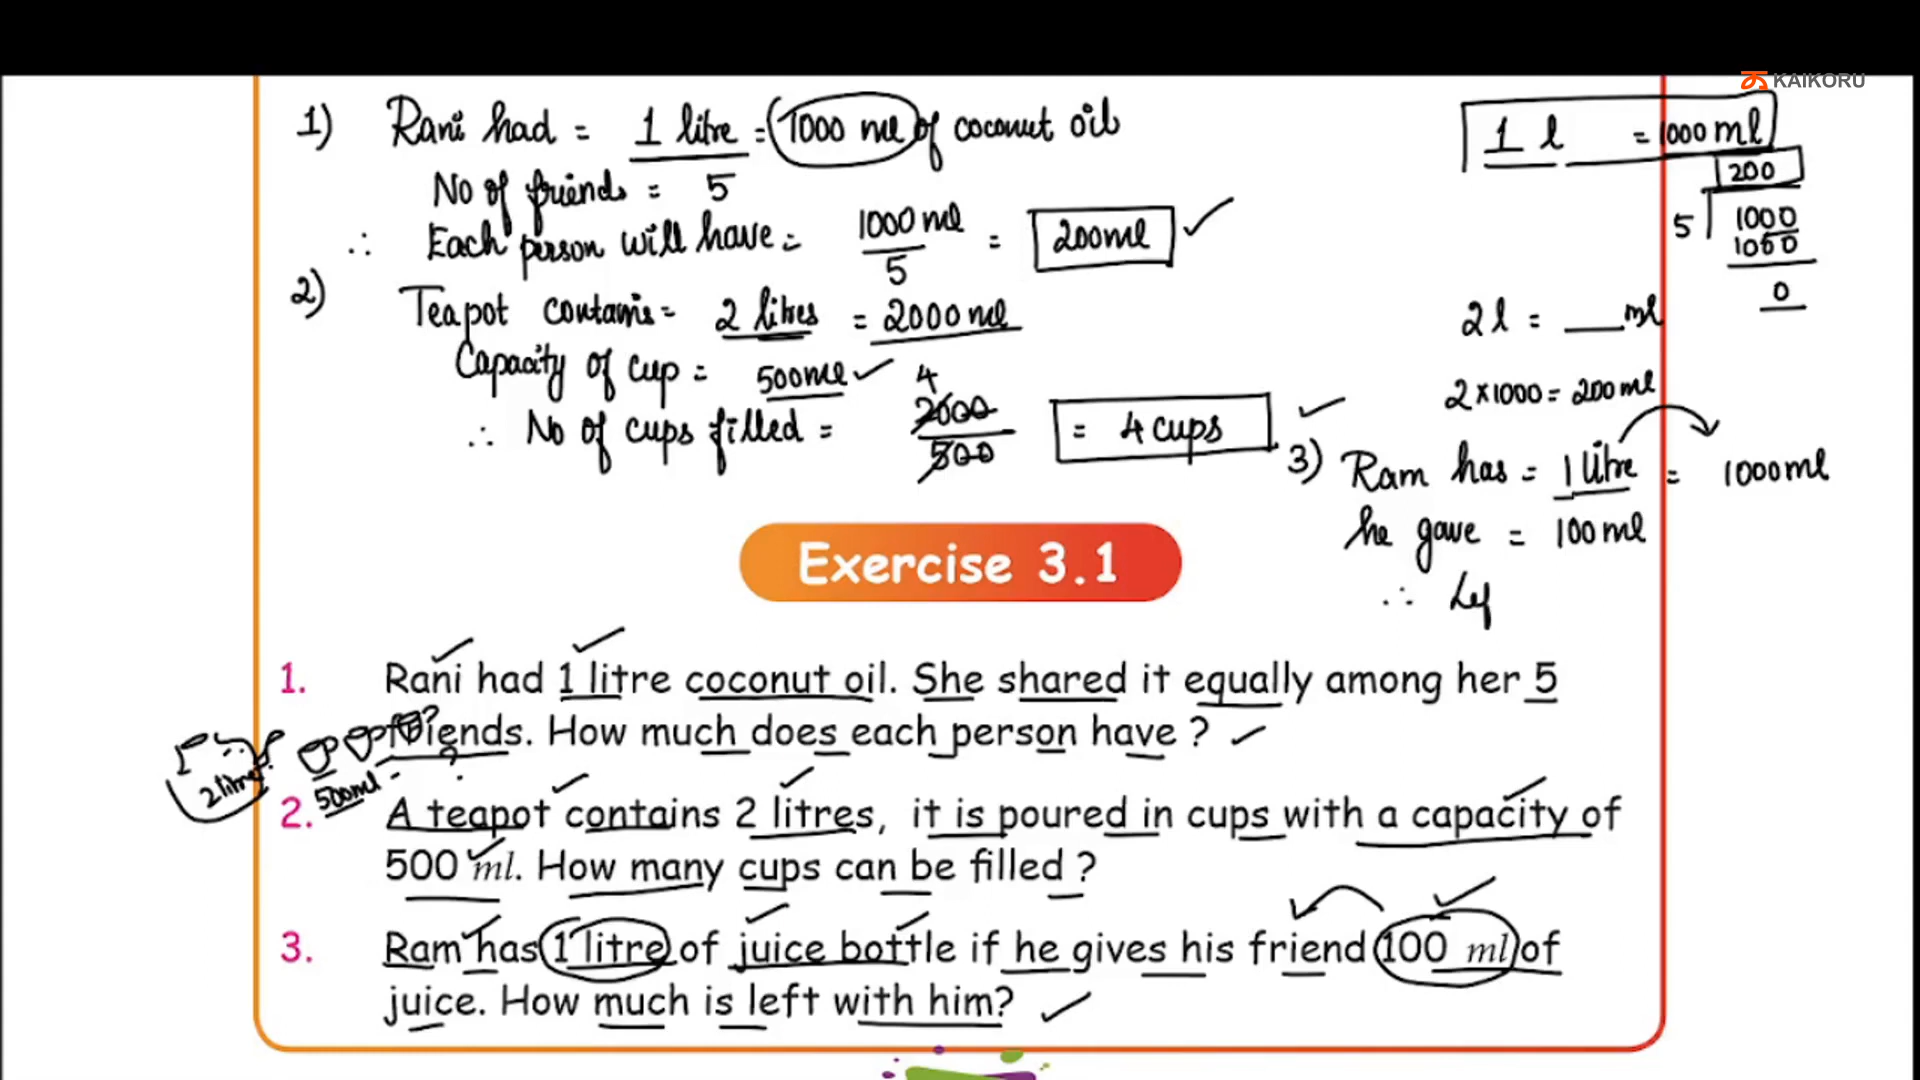 KAIKORU
1) Rani had = 1 litre = 1000 ml of coconut oil
No of friends = 5
∴ Each person will have = 1000 ml / 5 = 200ml
2) Teapot contains = 2 litres = 2000 ml
Capacity of cup = 500ml
∴ No of cups filled = 2000 / 500 4 = 4 cups
1 l = 1000 ml
200
5 1000
1000
0
2 l = ___ ml
2 × 1000 = 200 ml
3) Ram has = 1 litre = 1000 ml
he gave = 100 ml
∴ Lef
Exercise 3.1
1. Rani had 1 litre coconut oil. She shared it equally among her 5
friends. How much does each person have ?
2 litre
500ml
?
?
2. A teapot contains 2 litres, it is poured in cups with a capacity of
500 ml. How many cups can be filled ?
3. Ram has 1 litre of juice bottle if he gives his friend 100 ml of
juice. How much is left with him?